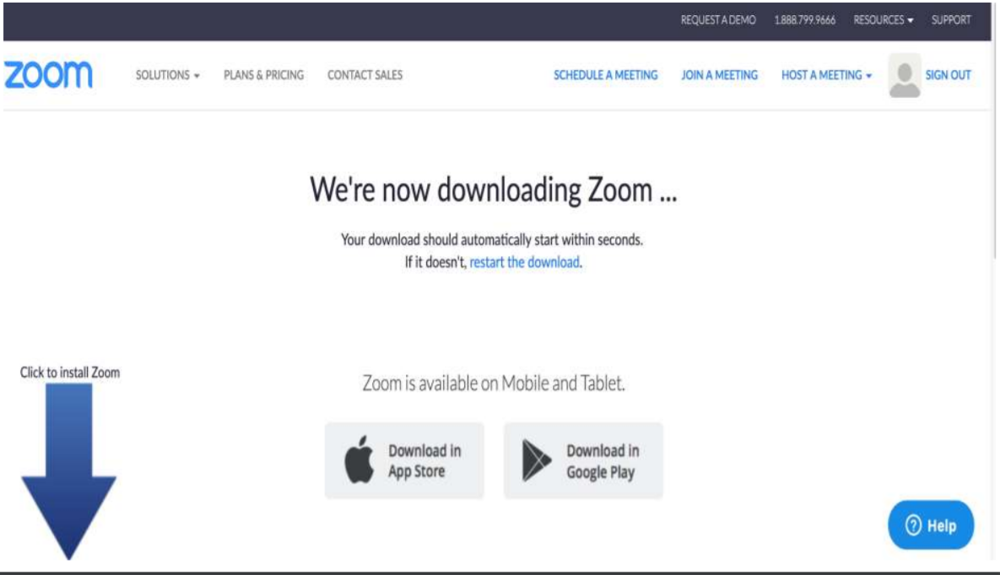 REQUEST A DEMO 1.888.799.9666 RESOURCES SUPPORT
zoom SOLUTIONS PLANS & PRICING CONTACT SALES SCHEDULE A MEETING JOIN A MEETING HOST A MEETING SIGN OUT
We're now downloading Zoom ...
Your download should automatically start within seconds.
If it doesn't, restart the download.
Click to install Zoom
Zoom is available on Mobile and Tablet.
Download in
App Store
Download in
Google Play
? Help